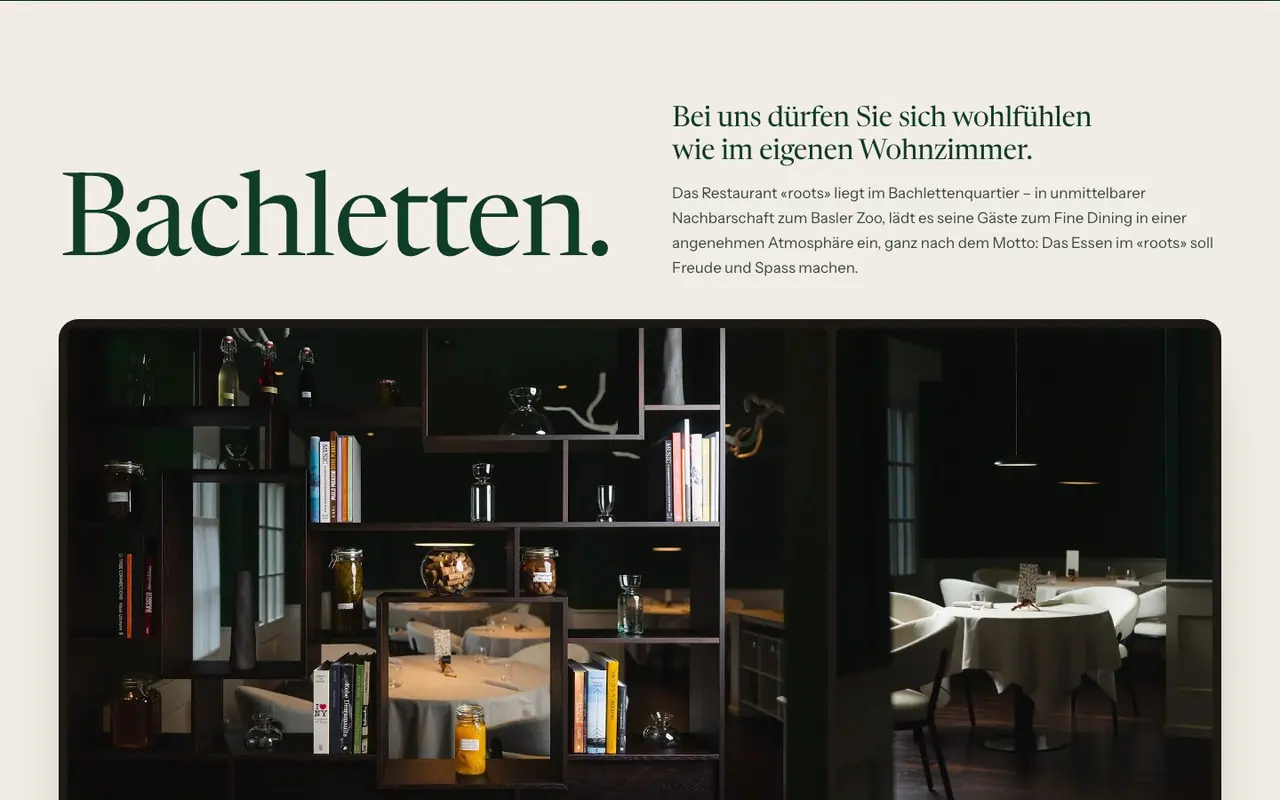 Bachletten.
Bei uns dürfen Sie sich wohlfühlen
wie im eigenen Wohnzimmer.
Das Restaurant «roots» liegt im Bachlettenquartier – in unmittelbarer
Nachbarschaft zum Basler Zoo, lädt es seine Gäste zum Fine Dining in einer
angenehmen Atmosphäre ein, ganz nach dem Motto: Das Essen im «roots» soll
Freude und Spass machen.
MUSIC
I ♥
NY